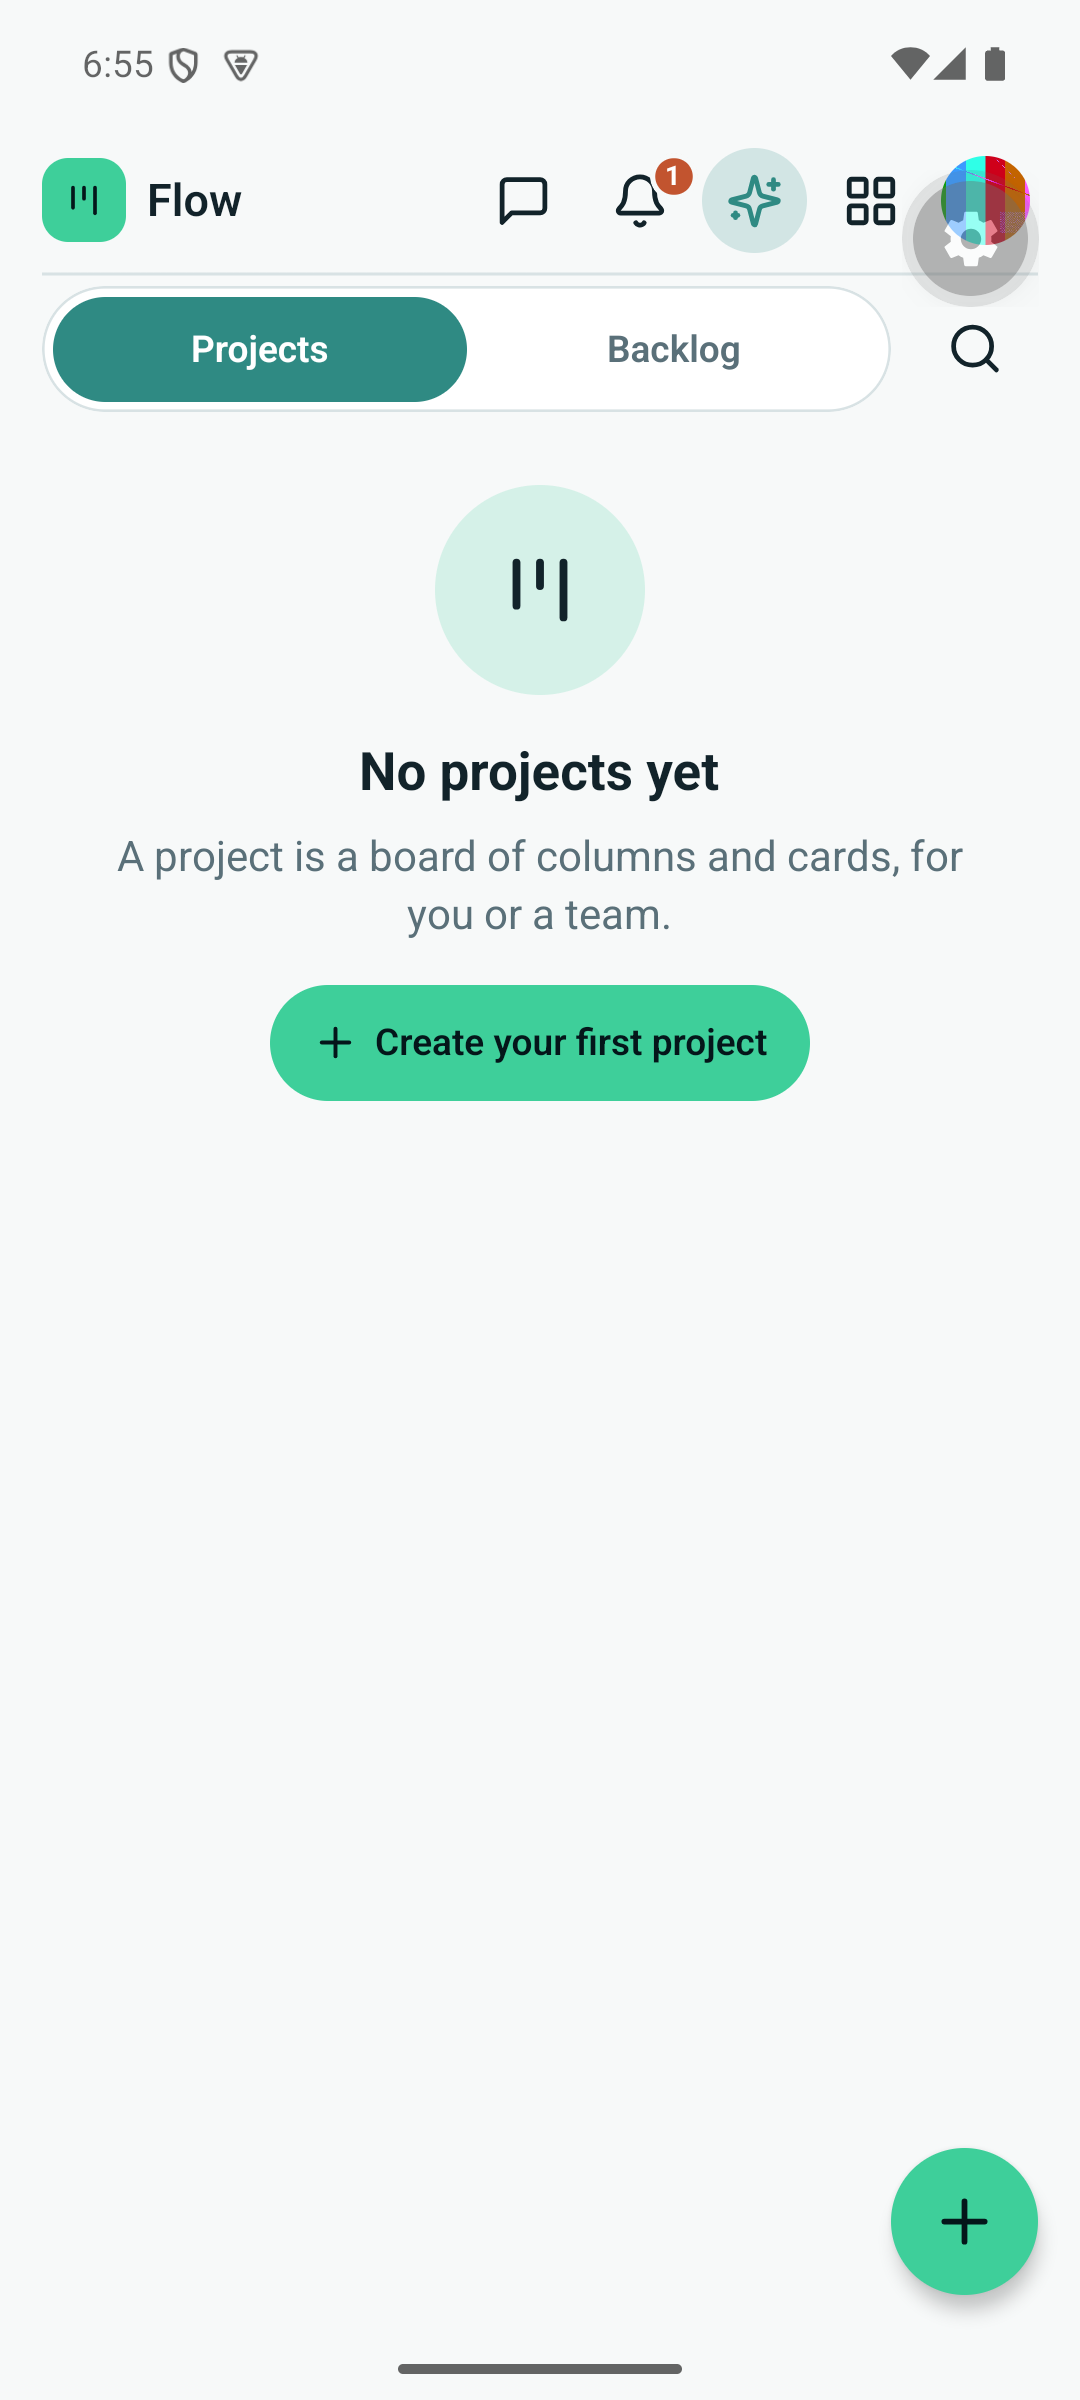 6:55
Flow
1
Projects
Backlog
No projects yet
A project is a board of columns and cards, for
you or a team.
Create your first project